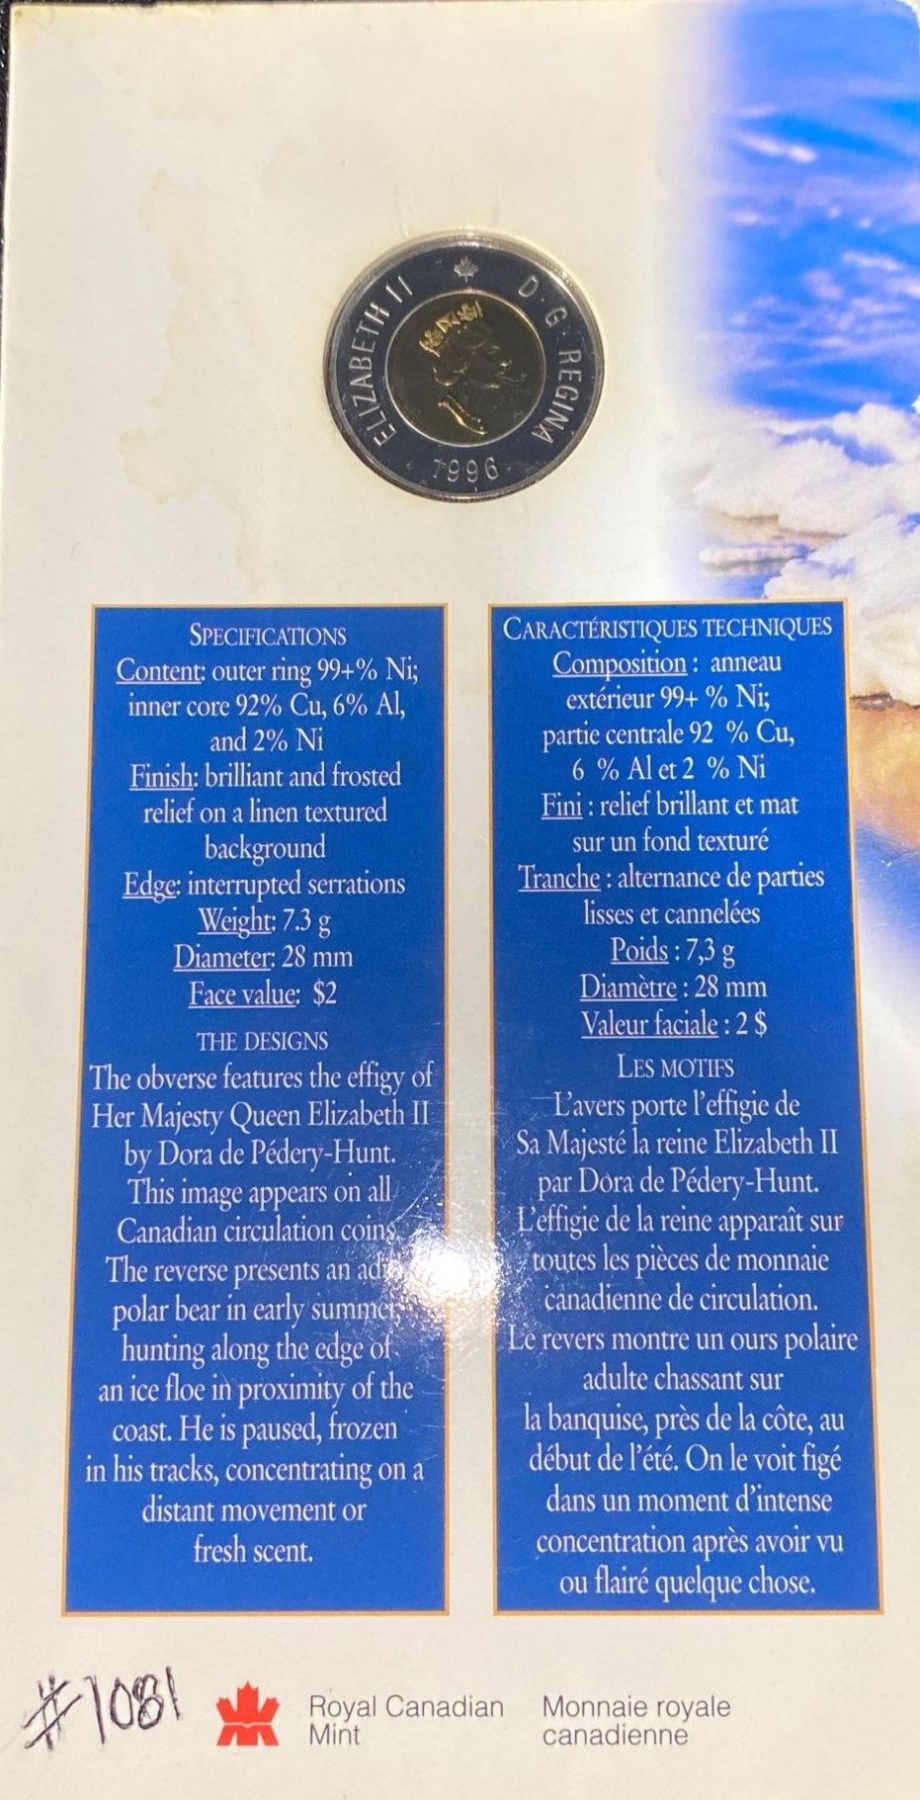 ELIZABETH II D·G·REGINA
1996
SPECIFICATIONS
Content: outer ring 99+% Ni;
inner core 92% Cu, 6% Al,
and 2% Ni
Finish: brilliant and frosted
relief on a linen textured
background
Edge: interrupted serrations
Weight: 7.3 g
Diameter: 28 mm
Face value: $2
THE DESIGNS
The obverse features the effigy of
Her Majesty Queen Elizabeth II
by Dora de Pédery-Hunt.
This image appears on all
Canadian circulation coins.
The reverse presents an
polar bear in early summer,
hunting along the edge of
an ice floe in proximity of the
coast. He is paused, frozen
in his tracks, concentrating on a
distant movement or
fresh scent.
CARACTÉRISTIQUES TECHNIQUES
Composition : anneau
extérieur 99+ % Ni;
partie centrale 92 % Cu,
6 % Al et 2 % Ni
Fini : relief brillant et mat
sur un fond texturé
Tranche : alternance de parties
lisses et cannelées
Poids : 7,3 g
Diamètre : 28 mm
Valeur faciale : 2 $
LES MOTIFS
L'avers porte l'effigie de
Sa Majesté la reine Elizabeth II
par Dora de Pédery-Hunt.
L'effigie de la reine apparaît sur
toutes les pièces de monnaie
canadienne de circulation.
Le revers montre un ours polaire
adulte chassant sur
la banquise, près de la côte, au
début de l'été. On le voit figé
dans un moment d'intense
concentration après avoir vu
ou flairé quelque chose.
#1081
Royal Canadian
Mint
Monnaie royale
canadienne